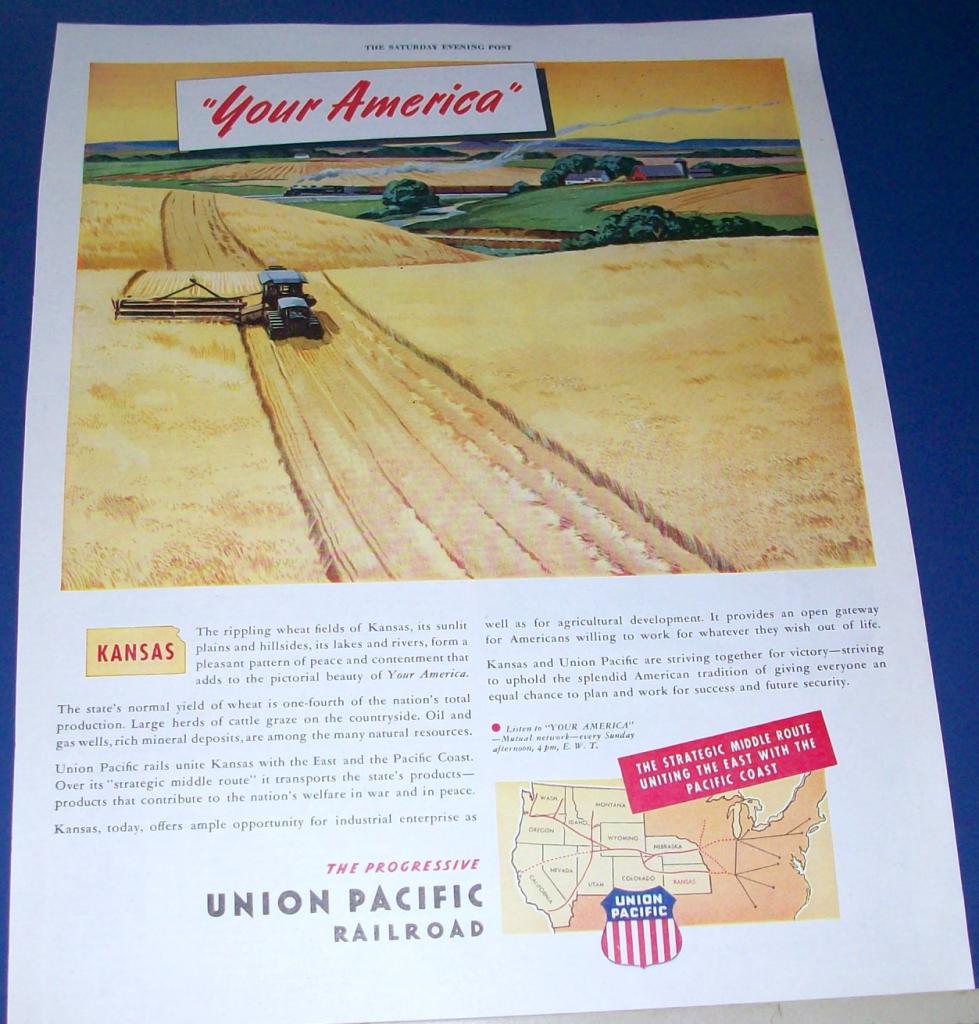 THE SATURDAY EVENING POST
"Your America"
KANSAS
The rippling wheat fields of Kansas, its sunlit
plains and hillsides, its lakes and rivers, form a
pleasant pattern of peace and contentment that
adds to the pictorial beauty of Your America.
The state's normal yield of wheat is one-fourth of the nation's total
production. Large herds of cattle graze on the countryside. Oil and
gas wells, rich mineral deposits, are among the many natural resources.
Union Pacific rails unite Kansas with the East and the Pacific Coast.
Over its "strategic middle route" it transports the state's products—
products that contribute to the nation's welfare in war and in peace.
Kansas, today, offers ample opportunity for industrial enterprise as
well as for agricultural development. It provides an open gateway
for Americans willing to work for whatever they wish out of life.
Kansas and Union Pacific are striving together for victory—striving
to uphold the splendid American tradition of giving everyone an
equal chance to plan and work for success and future security.
Listen to "YOUR AMERICA"
—Mutual network—every Sunday
afternoon, 4 pm, E. W. T.
THE STRATEGIC MIDDLE ROUTE
UNITING THE EAST WITH THE
PACIFIC COAST
WASH.
MONTANA
OREGON
IDAHO
WYOMING
NEBRASKA
NEVADA
UTAH
COLORADO
KANSAS
CALIFORNIA
UNION
PACIFIC
THE PROGRESSIVE
UNION PACIFIC
RAILROAD